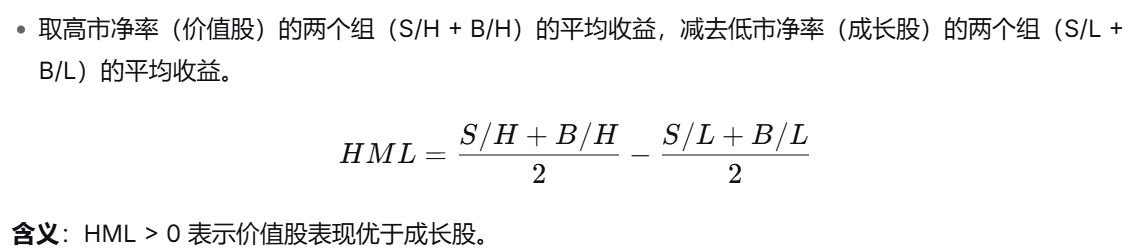 • 取高市净率（价值股）的两个组（S/H + B/H）的平均收益，减去低市净率（成长股）的两个组（S/L +
B/L）的平均收益。
HML = \frac{S/H + B/H}{2} - \frac{S/L + B/L}{2}
含义：HML > 0 表示价值股表现优于成长股。